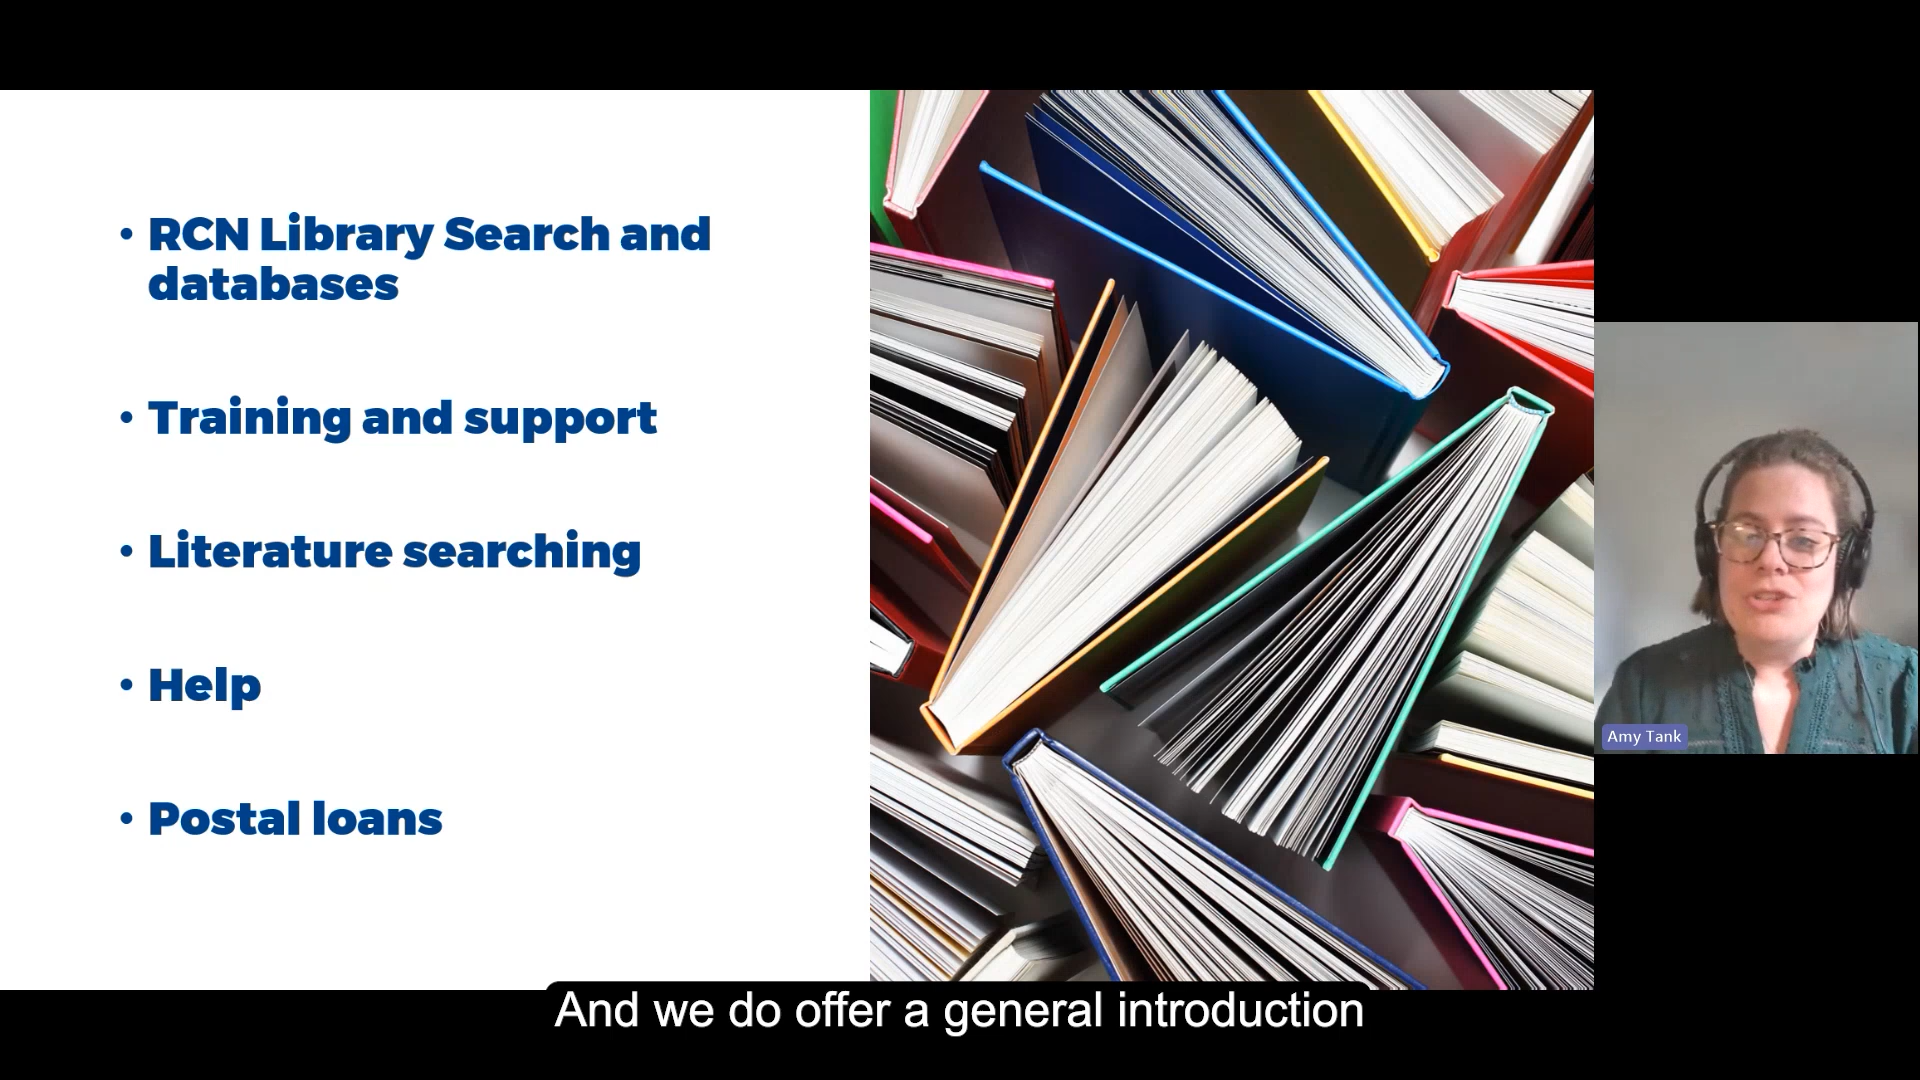 • RCN Library Search and
databases
• Training and support
• Literature searching
• Help
• Postal loans
Amy Tank
And we do offer a general introduction